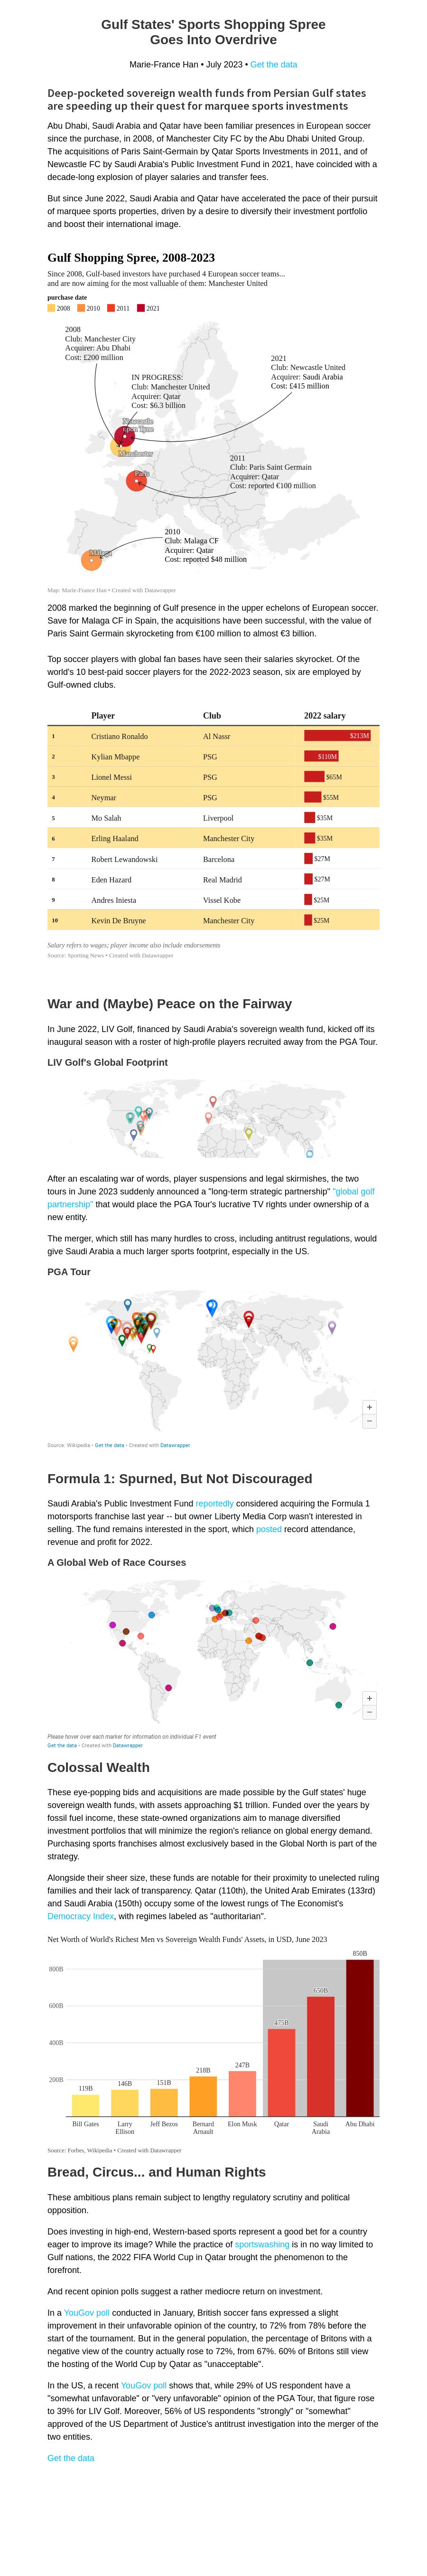 Gulf States' Sports Shopping Spree
Goes Into Overdrive
Marie-France Han • July 2023 • Get the data
Deep-pocketed sovereign wealth funds from Persian Gulf states
are speeding up their quest for marquee sports investments
Abu Dhabi, Saudi Arabia and Qatar have been familiar presences in European soccer
since the purchase, in 2008, of Manchester City FC by the Abu Dhabi United Group.
The acquisitions of Paris Saint-Germain by Qatar Sports Investments in 2011, and of
Newcastle FC by Saudi Arabia's Public Investment Fund in 2021, have coincided with a
decade-long explosion of player salaries and transfer fees.
But since June 2022, Saudi Arabia and Qatar have accelerated the pace of their pursuit
of marquee sports properties, driven by a desire to diversify their investment portfolio
and boost their international image.
Gulf Shopping Spree, 2008-2023
Since 2008, Gulf-based investors have purchased 4 European soccer teams...
and are now aiming for the most valluable of them: Manchester United
purchase date
2008 2010 2011 2021
2008
Club: Manchester City
Acquirer: Abu Dhabi
Cost: £200 million
2021
Club: Newcastle United
Acquirer: Saudi Arabia
Cost: £415 million
IN PROGRESS:
Club: Manchester United
Acquirer: Qatar
Cost: $6.3 billion
Newcastle
upon Tyne
Manchester
2011
Club: Paris Saint Germain
Acquirer: Qatar
Cost: reported €100 million
Paris
2010
Club: Malaga CF
Acquirer: Qatar
Cost: reported $48 million
Málaga
Map: Marie-France Han • Created with Datawrapper
2008 marked the beginning of Gulf presence in the upper echelons of European soccer.
Save for Malaga CF in Spain, the acquisitions have been successful, with the value of
Paris Saint Germain skyrocketing from €100 million to almost €3 billion.
Top soccer players with global fan bases have seen their salaries skyrocket. Of the
world's 10 best-paid soccer players for the 2022-2023 season, six are employed by
Gulf-owned clubs.
Player Club 2022 salary
1 Cristiano Ronaldo Al Nassr $213M
2 Kylian Mbappe PSG $110M
3 Lionel Messi PSG $65M
4 Neymar PSG $55M
5 Mo Salah Liverpool $35M
6 Erling Haaland Manchester City $35M
7 Robert Lewandowski Barcelona $27M
8 Eden Hazard Real Madrid $27M
9 Andres Iniesta Vissel Kobe $25M
10 Kevin De Bruyne Manchester City $25M
Salary refers to wages; player income also include endorsements
Source: Sporting News • Created with Datawrapper
War and (Maybe) Peace on the Fairway
In June 2022, LIV Golf, financed by Saudi Arabia's sovereign wealth fund, kicked off its
inaugural season with a roster of high-profile players recruited away from the PGA Tour.
LIV Golf's Global Footprint
After an escalating war of words, player suspensions and legal skirmishes, the two
tours in June 2023 suddenly announced a "long-term strategic partnership" "global golf
partnership" that would place the PGA Tour's lucrative TV rights under ownership of a
new entity.
The merger, which still has many hurdles to cross, including antitrust regulations, would
give Saudi Arabia a much larger sports footprint, especially in the US.
PGA Tour
+
−
Source: Wikipedia • Get the data • Created with Datawrapper
Formula 1: Spurned, But Not Discouraged
Saudi Arabia's Public Investment Fund reportedly considered acquiring the Formula 1
motorsports franchise last year -- but owner Liberty Media Corp wasn't interested in
selling. The fund remains interested in the sport, which posted record attendance,
revenue and profit for 2022.
A Global Web of Race Courses
+
−
Please hover over each marker for information on individual F1 event
Get the data • Created with Datawrapper
Colossal Wealth
These eye-popping bids and acquisitions are made possible by the Gulf states' huge
sovereign wealth funds, with assets approaching $1 trillion. Funded over the years by
fossil fuel income, these state-owned organizations aim to manage diversified
investment portfolios that will minimize the region's reliance on global energy demand.
Purchasing sports franchises almost exclusively based in the Global North is part of the
strategy.
Alongside their sheer size, these funds are notable for their proximity to unelected ruling
families and their lack of transparency. Qatar (110th), the United Arab Emirates (133rd)
and Saudi Arabia (150th) occupy some of the lowest rungs of The Economist's
Democracy Index, with regimes labeled as "authoritarian".
Net Worth of World's Richest Men vs Sovereign Wealth Funds' Assets, in USD, June 2023
850B
800B
650B
600B
475B
400B
247B
218B
200B
151B
146B
119B
Bill Gates Larry Ellison Jeff Bezos Bernard Arnault Elon Musk Qatar Saudi Arabia Abu Dhabi
Source: Forbes, Wikipedia • Created with Datawrapper
Bread, Circus... and Human Rights
These ambitious plans remain subject to lengthy regulatory scrutiny and political
opposition.
Does investing in high-end, Western-based sports represent a good bet for a country
eager to improve its image? While the practice of sportswashing is in no way limited to
Gulf nations, the 2022 FIFA World Cup in Qatar brought the phenomenon to the
forefront.
And recent opinion polls suggest a rather mediocre return on investment.
In a YouGov poll conducted in January, British soccer fans expressed a slight
improvement in their unfavorable opinion of the country, to 72% from 78% before the
start of the tournament. But in the general population, the percentage of Britons with a
negative view of the country actually rose to 72%, from 67%. 60% of Britons still view
the hosting of the World Cup by Qatar as "unacceptable".
In the US, a recent YouGov poll shows that, while 29% of US respondent have a
"somewhat unfavorable" or "very unfavorable" opinion of the PGA Tour, that figure rose
to 39% for LIV Golf. Moreover, 56% of US respondents "strongly" or "somewhat"
approved of the US Department of Justice's antitrust investigation into the merger of the
two entities.
Get the data